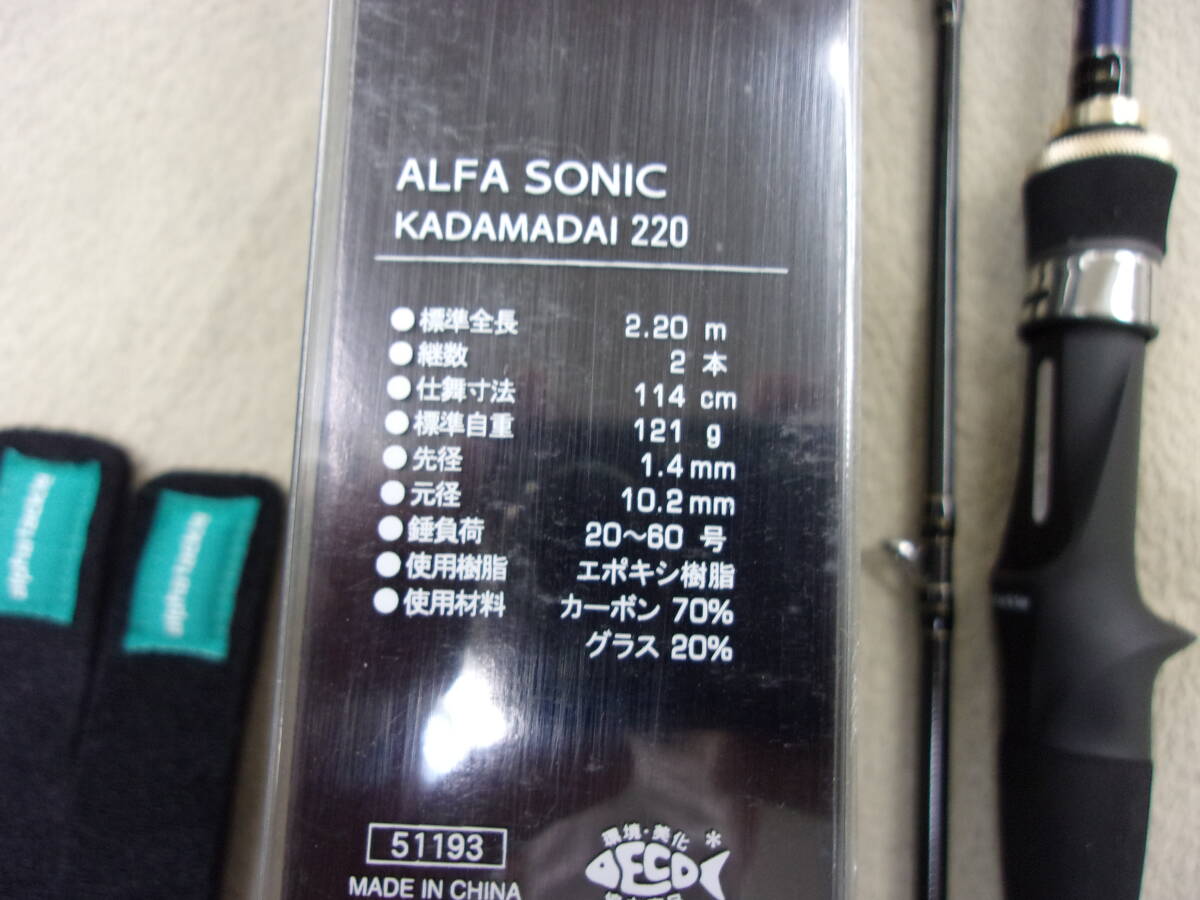 ALFA SONIC
KADAMADAI 220
●標準全長 2.20 m
●継数 2 本
●仕舞寸法 114 cm
●標準自重 121 g
●先径 1.4mm
●元径 10.2mm
●錘負荷 20～60 号
●使用樹脂 エポキシ樹脂
●使用材料 カーボン 70%
グラス 20%
51193
MADE IN CHINA
環境・美化
ECO